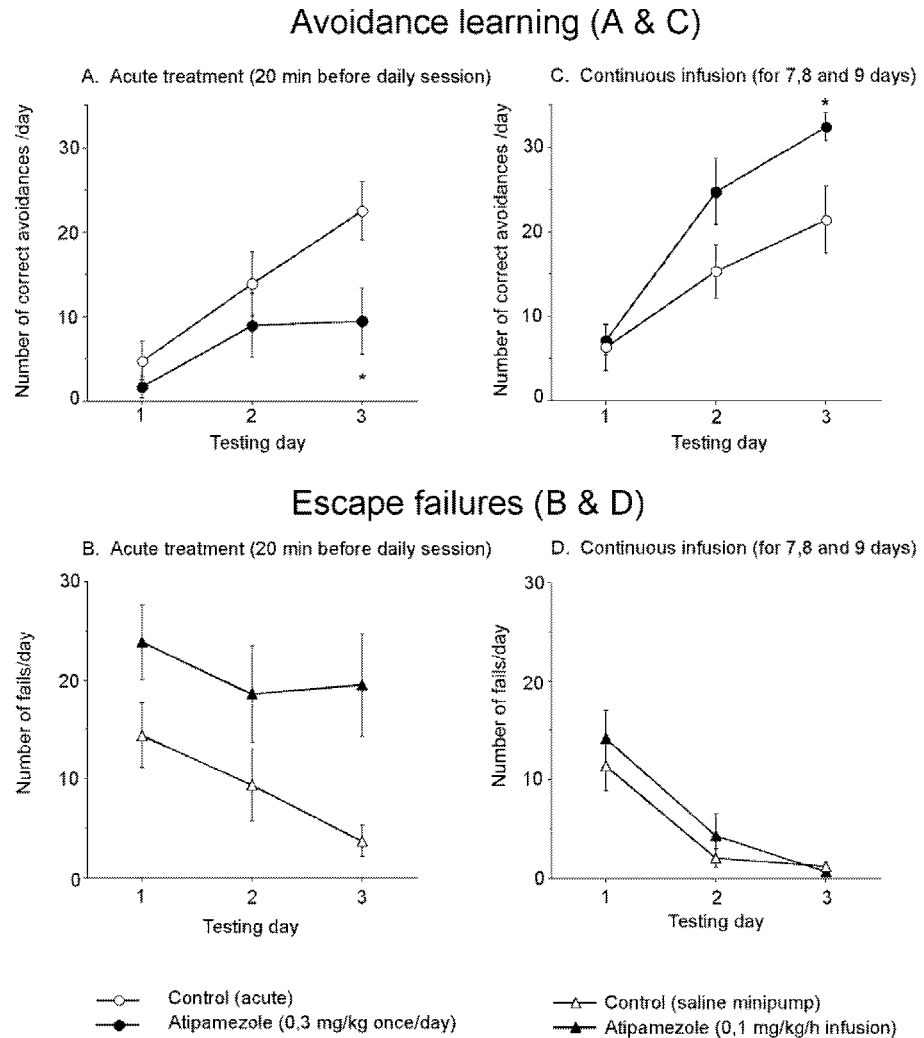 Avoidance learning (A & C)
A. Acute treatment (20 min before daily session)
Number of correct avoidances /day
30
20
10
0
*
1 2 3
Testing day
C. Continuous infusion (for 7,8 and 9 days)
Number of correct avoidances /day
30
20
10
0
*
1 2 3
Testing day
Escape failures (B & D)
B. Acute treatment (20 min before daily session)
Number of fails/day
30
20
10
0
1 2 3
Testing day
D. Continuous infusion (for 7,8 and 9 days)
Number of fails/day
30
20
10
0
1 2 3
Testing day
Control (acute)
Atipamezole (0,3 mg/kg once/day)
Control (saline minipump)
Atipamezole (0,1 mg/kg/h infusion)